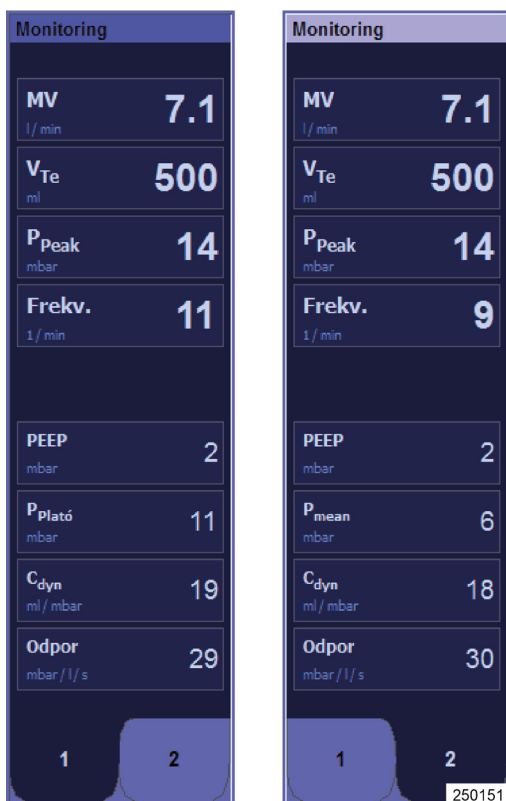 Monitoring
MV 7.1
l / min
VTe 500
ml
PPeak 14
mbar
Frekv. 11
1 / min
PEEP 2
mbar
PPlató 11
mbar
Cdyn 19
ml / mbar
Odpor 29
mbar / l / s
1 2
Monitoring
MV 7.1
l / min
VTe 500
ml
PPeak 14
mbar
Frekv. 9
1 / min
PEEP 2
mbar
Pmean 6
mbar
Cdyn 18
ml / mbar
Odpor 30
mbar / l / s
1 2
250151